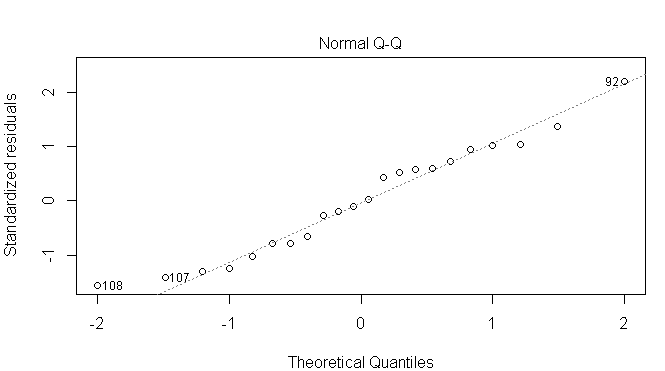 Normal Q-Q
Standardized residuals
2
1
0
-1
92
107
108
-2 -1 0 1 2
Theoretical Quantiles